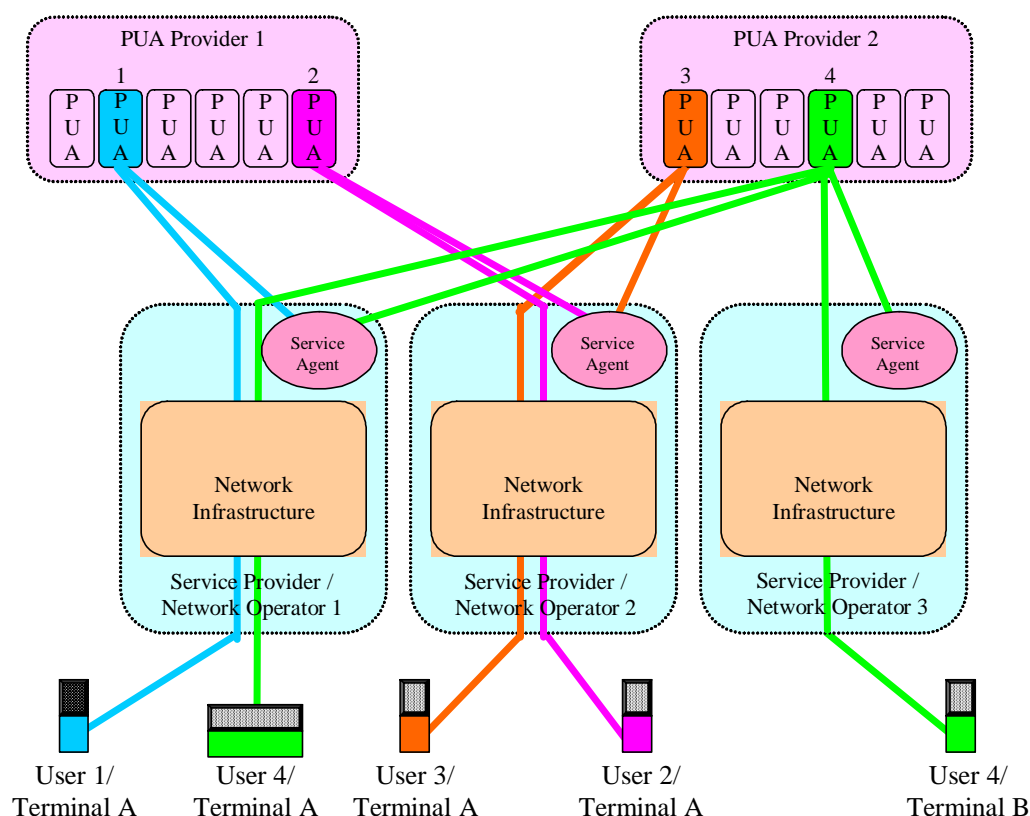 PUA Provider 1
PUA Provider 2
1
2
3
4
P
U
A
P
U
A
P
U
A
P
U
A
P
U
A
P
U
A
P
U
A
P
U
A
P
U
A
P
U
A
P
U
A
P
U
A
Service
Agent
Service
Agent
Service
Agent
Network
Infrastructure
Network
Infrastructure
Network
Infrastructure
Service Provider /
Network Operator 1
Service Provider /
Network Operator 2
Service Provider /
Network Operator 3
User 1/
Terminal A
User 4/
Terminal A
User 3/
Terminal A
User 2/
Terminal A
User 4/
Terminal B